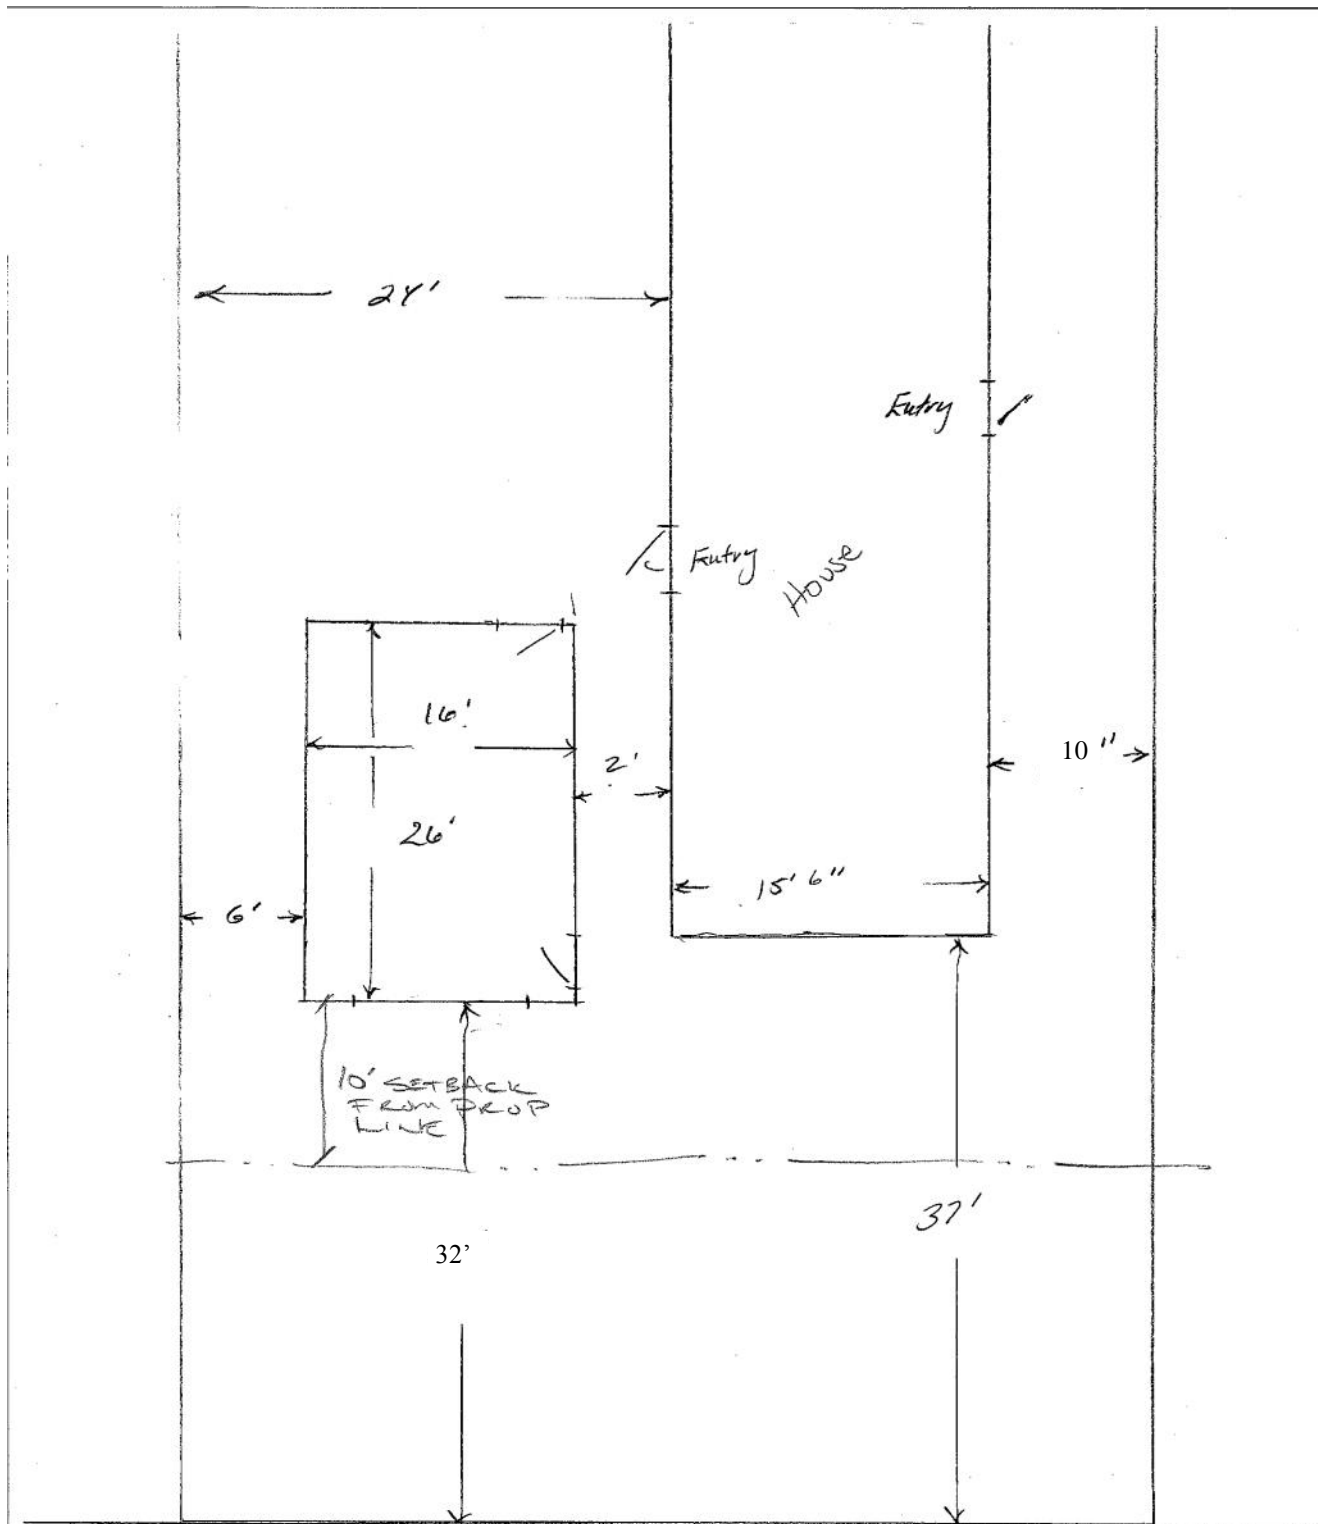 24'
Entry
Entry
House
16'
2'
10 "
26'
15' 6"
6'
10' SETBACK
FROM PROP
LINE
37'
32’